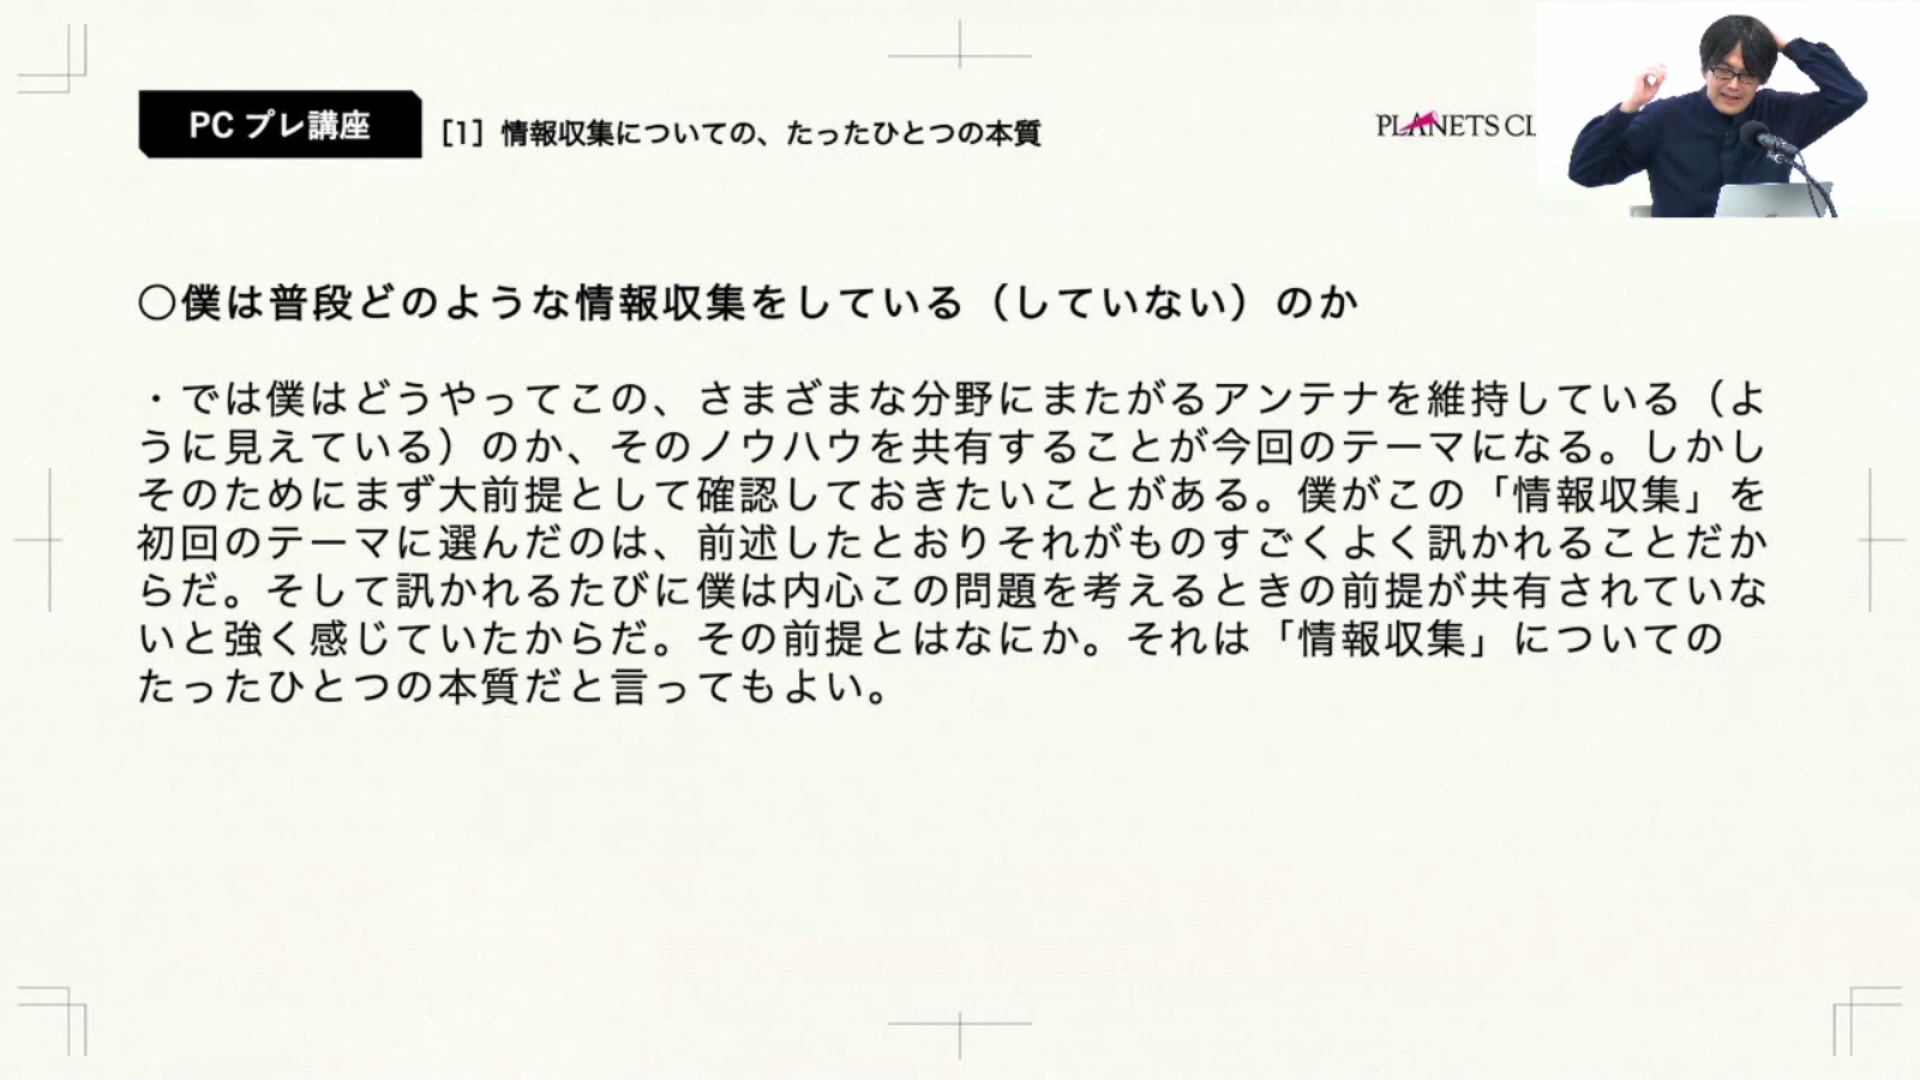 PC プレ講座
［1］情報収集についての、たったひとつの本質
PLANETS CL
〇僕は普段どのような情報収集をしている（していない）のか
・では僕はどうやってこの、さまざまな分野にまたがるアンテナを維持している（よ
うに見えている）のか、そのノウハウを共有することが今回のテーマになる。しかし
そのためにまず大前提として確認しておきたいことがある。僕がこの「情報収集」を
初回のテーマに選んだのは、前述したとおりそれがものすごくよく訊かれることだか
らだ。そして訊かれるたびに僕は内心この問題を考えるときの前提が共有されていな
いと強く感じていたからだ。その前提とはなにか。それは「情報収集」についての
たったひとつの本質だと言ってもよい。